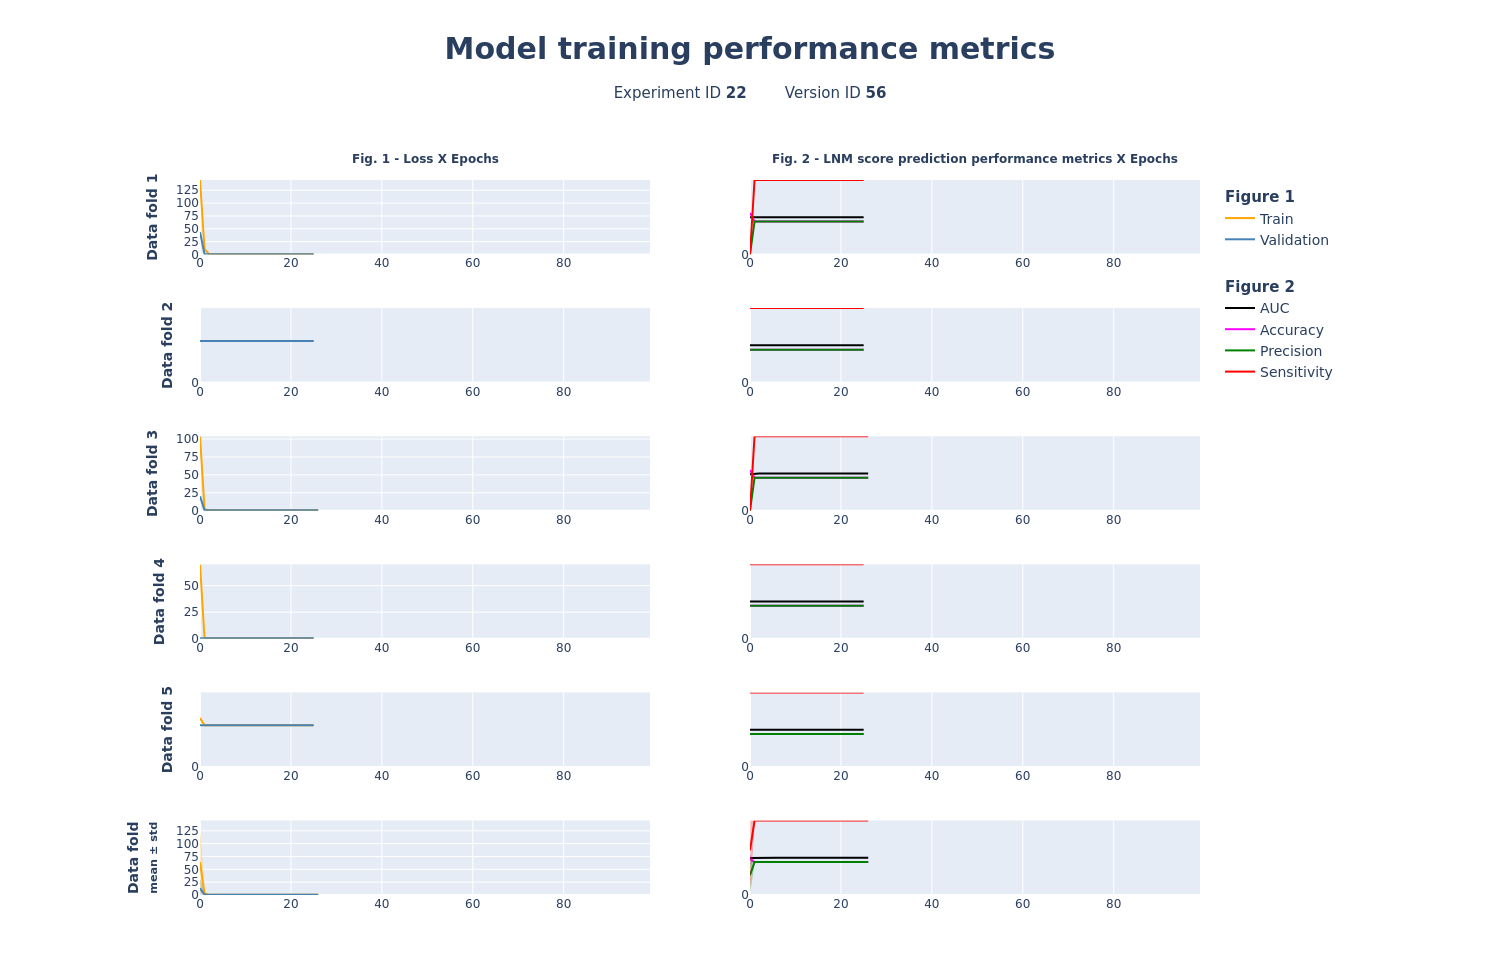 Model training performance metrics
Experiment ID 22 Version ID 56
Fig. 1 - Loss X Epochs
Fig. 2 - LNM score prediction performance metrics X Epochs
Data fold 1
125
100
75
50
25
0
0 20 40 60 80
0
0 20 40 60 80
Figure 1
Train
Validation
Figure 2
AUC
Accuracy
Precision
Sensitivity
Data fold 2
0
0 20 40 60 80
0
0 20 40 60 80
Data fold 3
100
75
50
25
0
0 20 40 60 80
0
0 20 40 60 80
Data fold 4
50
25
0
0 20 40 60 80
0
0 20 40 60 80
Data fold 5
0
0 20 40 60 80
0
0 20 40 60 80
Data fold
mean ± std
125
100
75
50
25
0
0 20 40 60 80
0
0 20 40 60 80